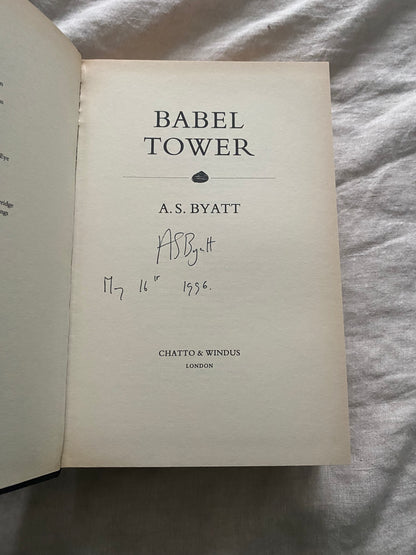 BABEL
TOWER
A. S. BYATT
ASByatt
May 16th 1996.
CHATTO & WINDUS
LONDON